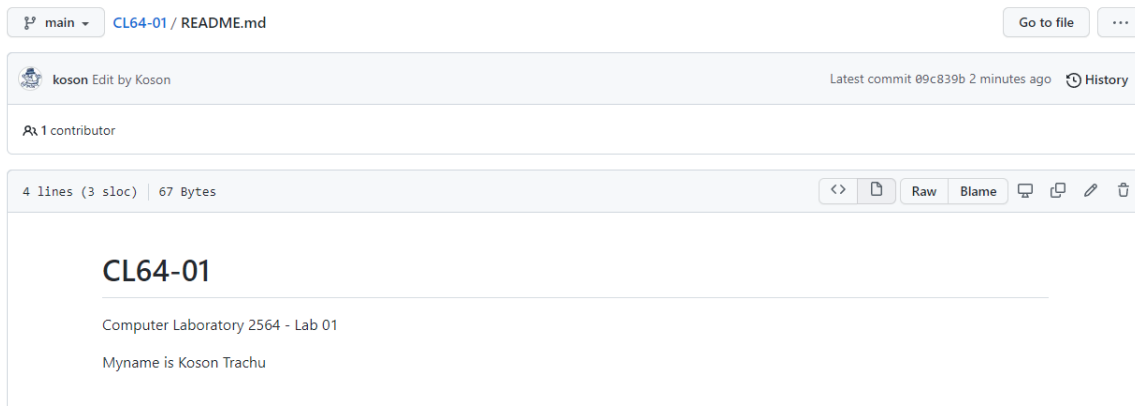 main CL64-01 / README.md Go to file ...
koson Edit by Koson Latest commit 09c839b 2 minutes ago History
1 contributor
4 lines (3 sloc) 67 Bytes <> Raw Blame
CL64-01
Computer Laboratory 2564 - Lab 01
Myname is Koson Trachu